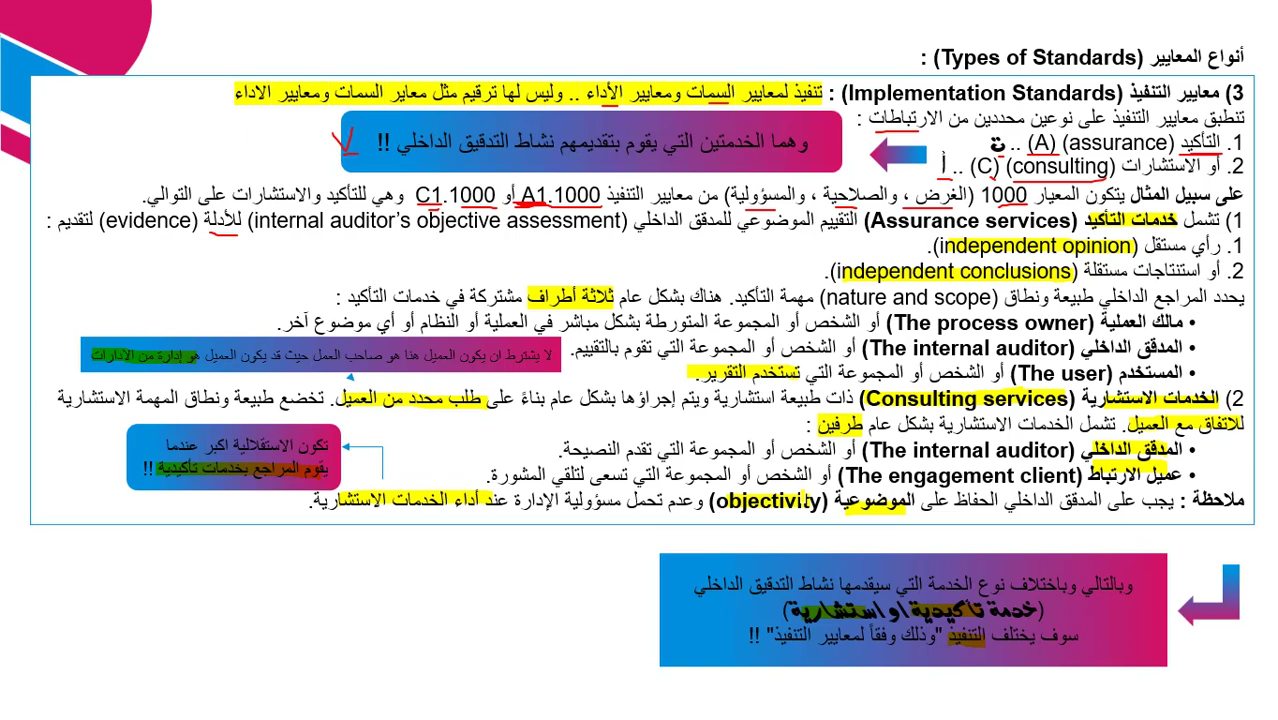 أنواع المعايير (Types of Standards) :
3) معايير التنفيذ (Implementation Standards) : تنفيذ لمعايير السمات ومعايير الأداء .. وليس لها ترقيم مثل معاير السمات ومعايير الاداء
تنطبق معايير التنفيذ على نوعين محددين من الارتباطات :
1. التأكيد (assurance) (A) .. ت
2. أو الاستشارات (consulting) (C) .. أ
وهما الخدمتين التي يقوم بتقديمهم نشاط التدقيق الداخلي !!
على سبيل المثال يتكون المعيار 1000 (الغرض ، والصلاحية ، والمسؤولية) من معايير التنفيذ A1.1000 أو C1.1000 وهي للتأكيد والاستشارات على التوالي.
1) تشمل خدمات التأكيد (Assurance services) التقييم الموضوعي للمدقق الداخلي (internal auditor's objective assessment) للأدلة (evidence) لتقديم :
1. رأي مستقل (independent opinion).
2. أو استنتاجات مستقلة (independent conclusions).
يحدد المراجع الداخلي طبيعة ونطاق (nature and scope) مهمة التأكيد. هناك بشكل عام ثلاثة أطراف مشتركة في خدمات التأكيد :
• مالك العملية (The process owner) أو الشخص أو المجموعة المتورطة بشكل مباشر في العملية أو النظام أو أي موضوع آخر.
• المدقق الداخلي (The internal auditor) أو الشخص أو المجموعة التي تقوم بالتقييم.
لا يشترط ان يكون العميل هنا هو صاحب العمل حيث قد يكون العميل هو إدارة من الادارات
• المستخدم (The user) أو الشخص أو المجموعة التي تستخدم التقرير.
2) الخدمات الاستشارية (Consulting services) ذات طبيعة استشارية ويتم إجراؤها بشكل عام بناءً على طلب محدد من العميل. تخضع طبيعة ونطاق المهمة الاستشارية
للاتفاق مع العميل. تشمل الخدمات الاستشارية بشكل عام طرفين :
• المدقق الداخلي (The internal auditor) أو الشخص أو المجموعة التي تقدم النصيحة.
• عميل الارتباط (The engagement client) أو الشخص أو المجموعة التي تسعى لتلقي المشورة.
تكون الاستقلالية اكبر عندما
يقوم المراجع بخدمات تأكيدية !!
ملاحظة : يجب على المدقق الداخلي الحفاظ على الموضوعية (objectivity) وعدم تحمل مسؤولية الإدارة عند أداء الخدمات الاستشارية.
وبالتالي وباختلاف نوع الخدمة التي سيقدمها نشاط التدقيق الداخلي
(خدمة تأكيدية او استشارية)
سوف يختلف التنفيذ "وذلك وفقاً لمعايير التنفيذ" !!